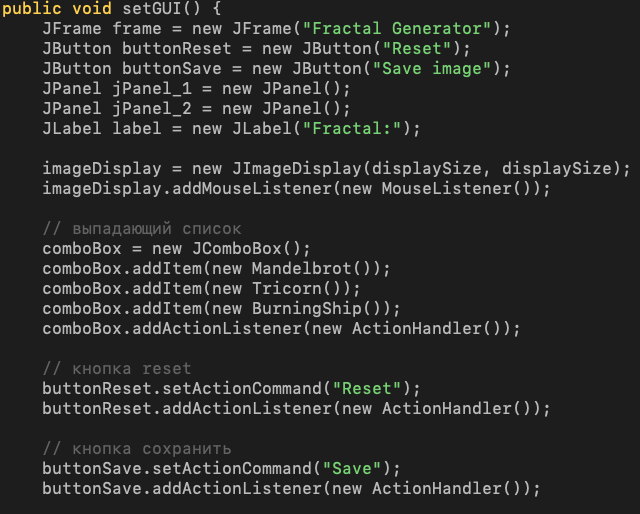 public void setGUI() {
    JFrame frame = new JFrame("Fractal Generator");
    JButton buttonReset = new JButton("Reset");
    JButton buttonSave = new JButton("Save image");
    JPanel jPanel_1 = new JPanel();
    JPanel jPanel_2 = new JPanel();
    JLabel label = new JLabel("Fractal:");

    imageDisplay = new JImageDisplay(displaySize, displaySize);
    imageDisplay.addMouseListener(new MouseListener());

    // выпадающий список
    comboBox = new JComboBox();
    comboBox.addItem(new Mandelbrot());
    comboBox.addItem(new Tricorn());
    comboBox.addItem(new BurningShip());
    comboBox.addActionListener(new ActionHandler());

    // кнопка reset
    buttonReset.setActionCommand("Reset");
    buttonReset.addActionListener(new ActionHandler());

    // кнопка сохранить
    buttonSave.setActionCommand("Save");
    buttonSave.addActionListener(new ActionHandler());